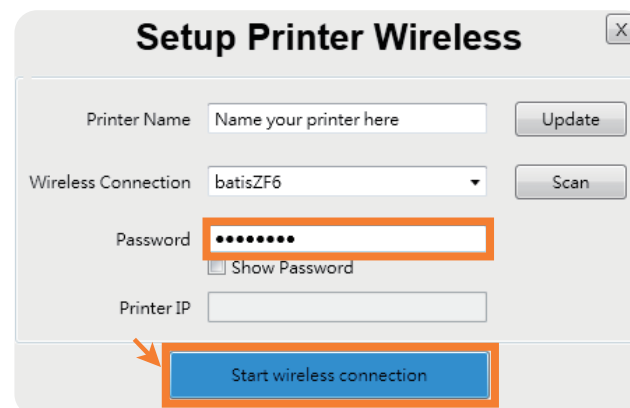 Setup Printer Wireless
X
Printer Name Name your printer here Update
Wireless Connection batisZF6 Scan
Password ●●●●●●●●
Show Password
Printer IP
Start wireless connection